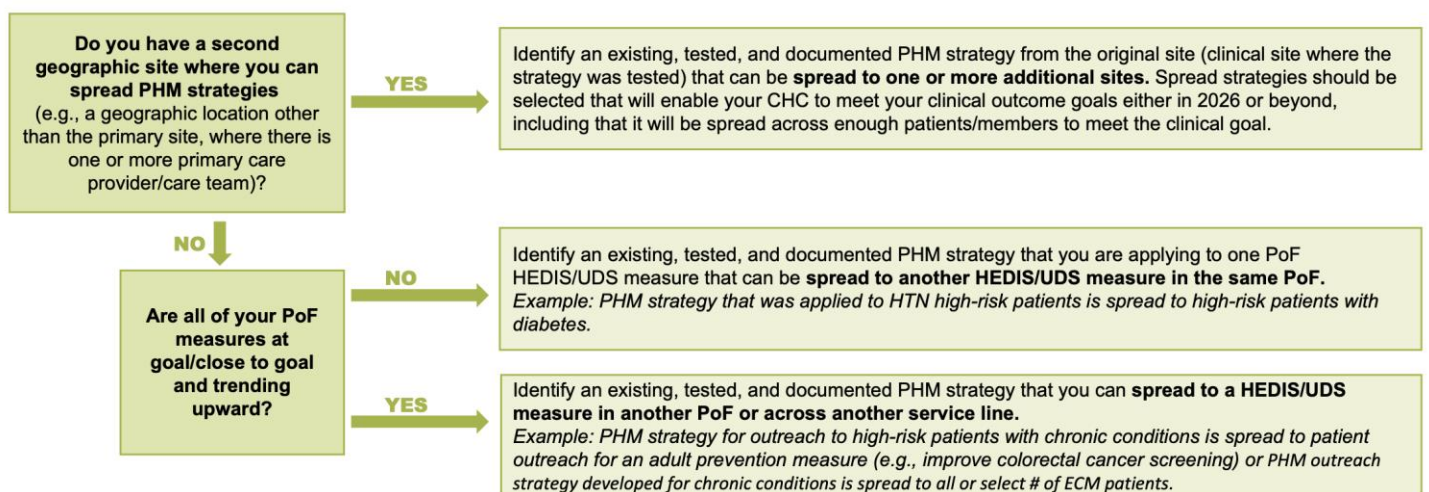 Do you have a second
geographic site where you can
spread PHM strategies
(e.g., a geographic location other
than the primary site, where there is
one or more primary care
provider/care team)?
YES
Identify an existing, tested, and documented PHM strategy from the original site (clinical site where the
strategy was tested) that can be spread to one or more additional sites. Spread strategies should be
selected that will enable your CHC to meet your clinical outcome goals either in 2026 or beyond,
including that it will be spread across enough patients/members to meet the clinical goal.
NO
Are all of your PoF
measures at
goal/close to goal
and trending
upward?
NO
Identify an existing, tested, and documented PHM strategy that you are applying to one PoF
HEDIS/UDS measure that can be spread to another HEDIS/UDS measure in the same PoF.
Example: PHM strategy that was applied to HTN high-risk patients is spread to high-risk patients with
diabetes.
YES
Identify an existing, tested, and documented PHM strategy that you can spread to a HEDIS/UDS
measure in another PoF or across another service line.
Example: PHM strategy for outreach to high-risk patients with chronic conditions is spread to patient
outreach for an adult prevention measure (e.g., improve colorectal cancer screening) or PHM outreach
strategy developed for chronic conditions is spread to all or select # of ECM patients.